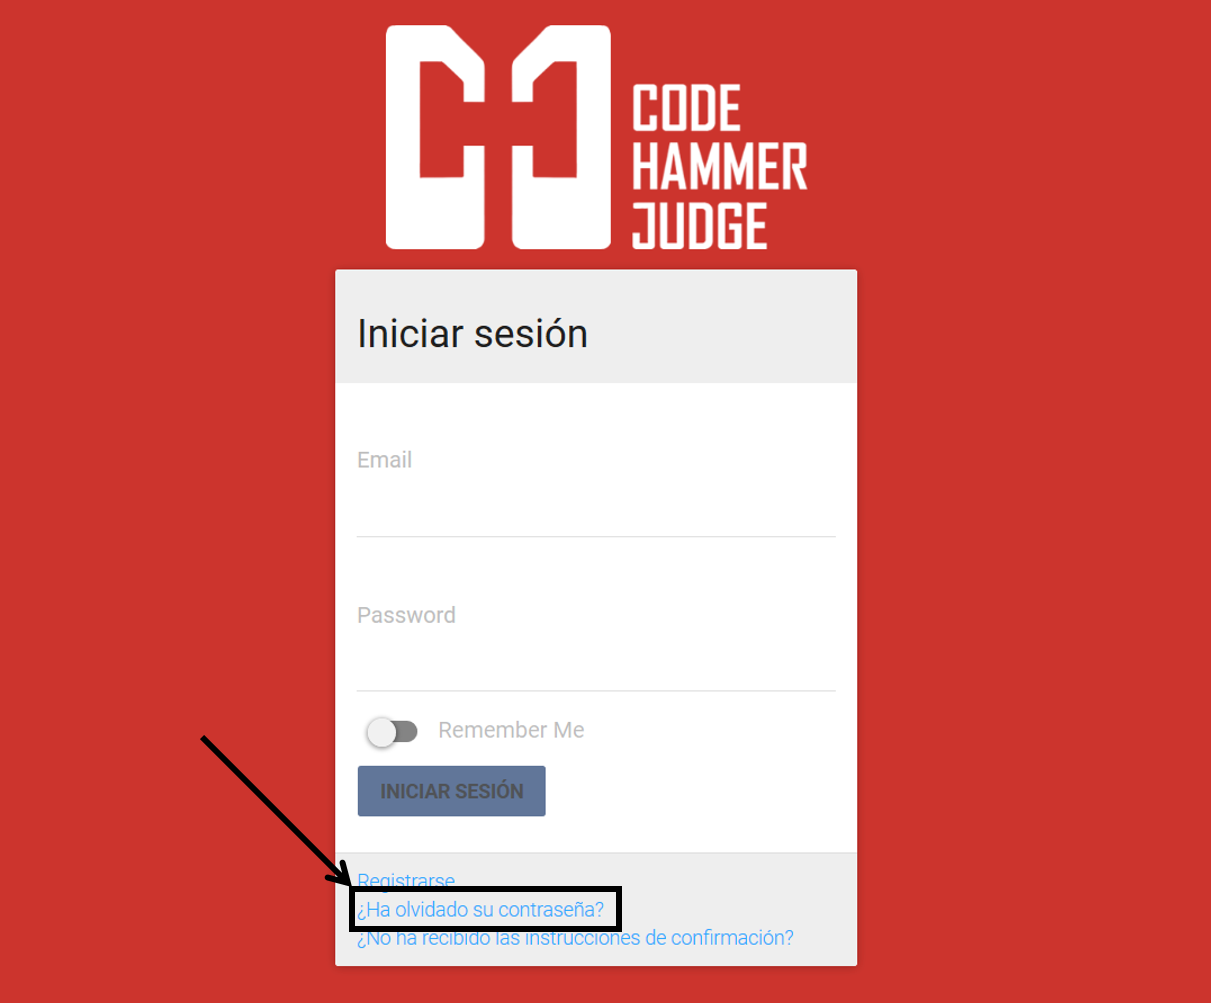 CODE
HAMMER
JUDGE
Iniciar sesión
Email
Password
Remember Me
INICIAR SESIÓN
Registrarse
¿Ha olvidado su contraseña?
¿No ha recibido las instrucciones de confirmación?